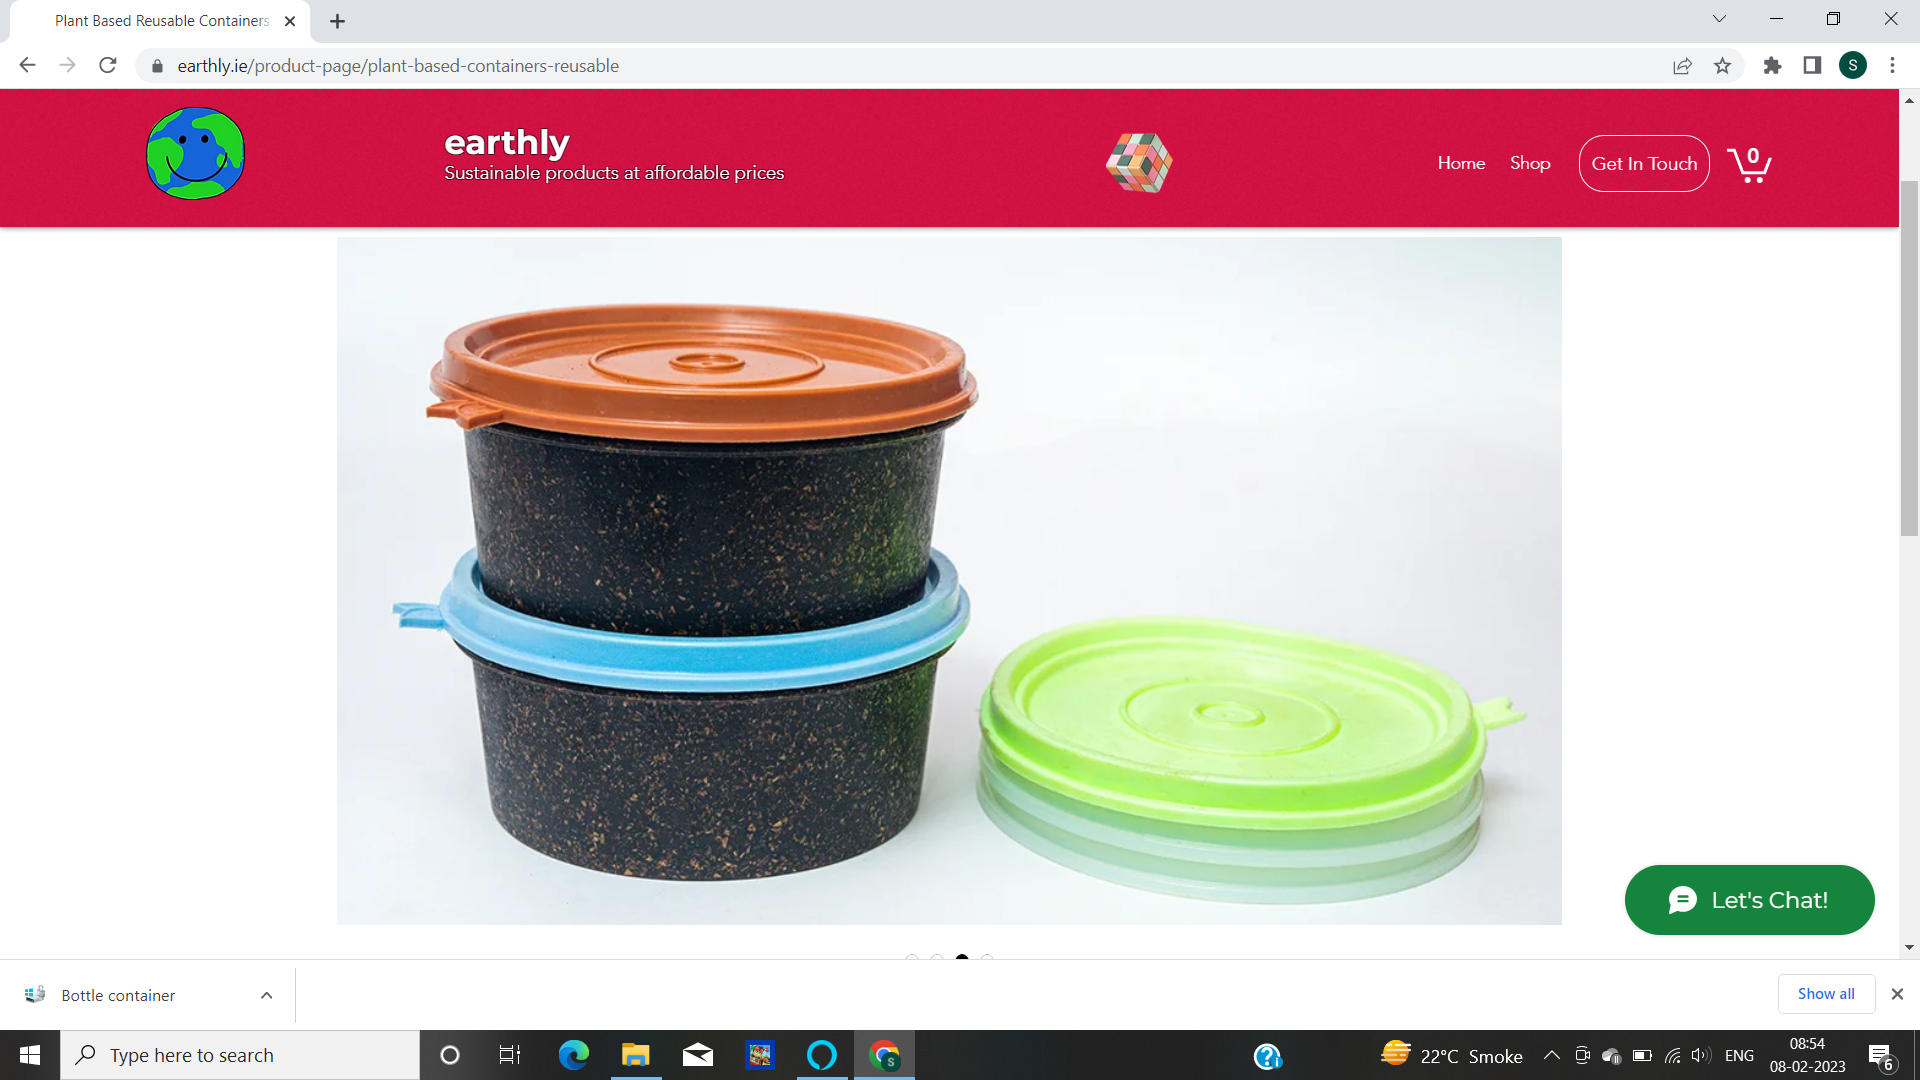 Plant Based Reusable Containers
earthly.ie/product-page/plant-based-containers-reusable
S
earthly
Sustainable products at affordable prices
Home
Shop
Get In Touch
0
Let's Chat!
Bottle container
Show all
Type here to search
S
22°C Smoke
ENG
08:54
08-02-2023
6